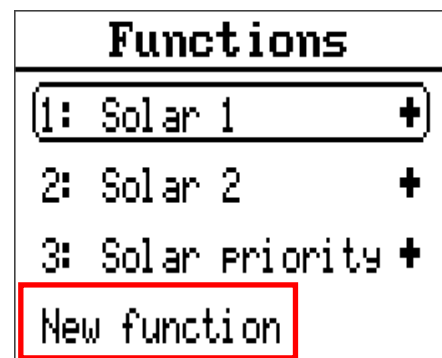 Functions
1: Solar 1 +
2: Solar 2 +
3: Solar priority +
New function